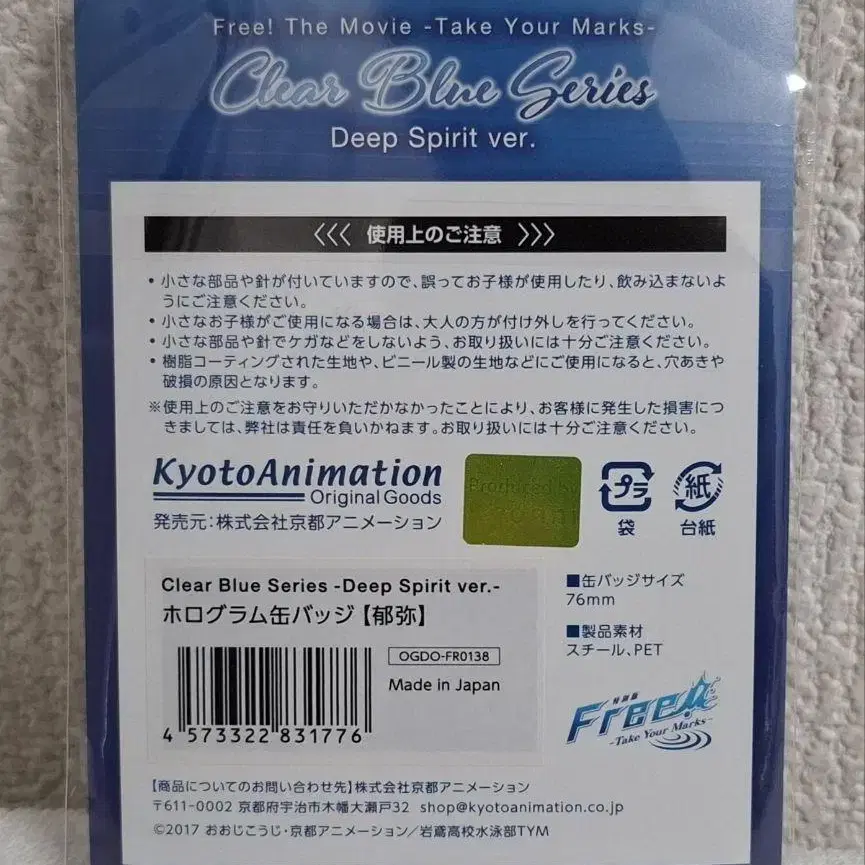 Free! The Movie -Take Your Marks-
Clear Blue Series
Deep Spirit ver.
〈〈〈 使用上のご注意 〉〉〉
・小さな部品や針が付いていますので、誤ってお子様が使用したり、飲み込まないよ
うにご注意ください。
・小さなお子様がご使用になる場合は、大人の方が付け外しを行ってください。
・小さな部品や針でケガなどをしないよう、お取り扱いには十分ご注意ください。
・樹脂コーティングされた生地や、ビニール製の生地などにご使用になると、穴あきや
破損の原因となります。
※使用上のご注意をお守りいただかなかったことにより、お客様に発生した損害につ
きましては、弊社は責任を負いかねます。お取り扱いには十分ご注意ください。
KyotoAnimation
Original Goods
発売元:株式会社京都アニメーション
Produced by
プラ
袋
紙
台紙
Clear Blue Series -Deep Spirit ver.-
ホログラム缶バッジ【郁弥】
OGDO-FR0138
Made in Japan
4 573322 831776
■缶バッジサイズ
76mm
■製品素材
スチール、PET
特別版
Free!
-Take Your Marks-
【商品についてのお問い合わせ先】株式会社京都アニメーション
〒611-0002 京都府宇治市木幡大瀬戸32 shop@kyotoanimation.co.jp
©2017 おおじこうじ・京都アニメーション/岩鳶高校水泳部TYM